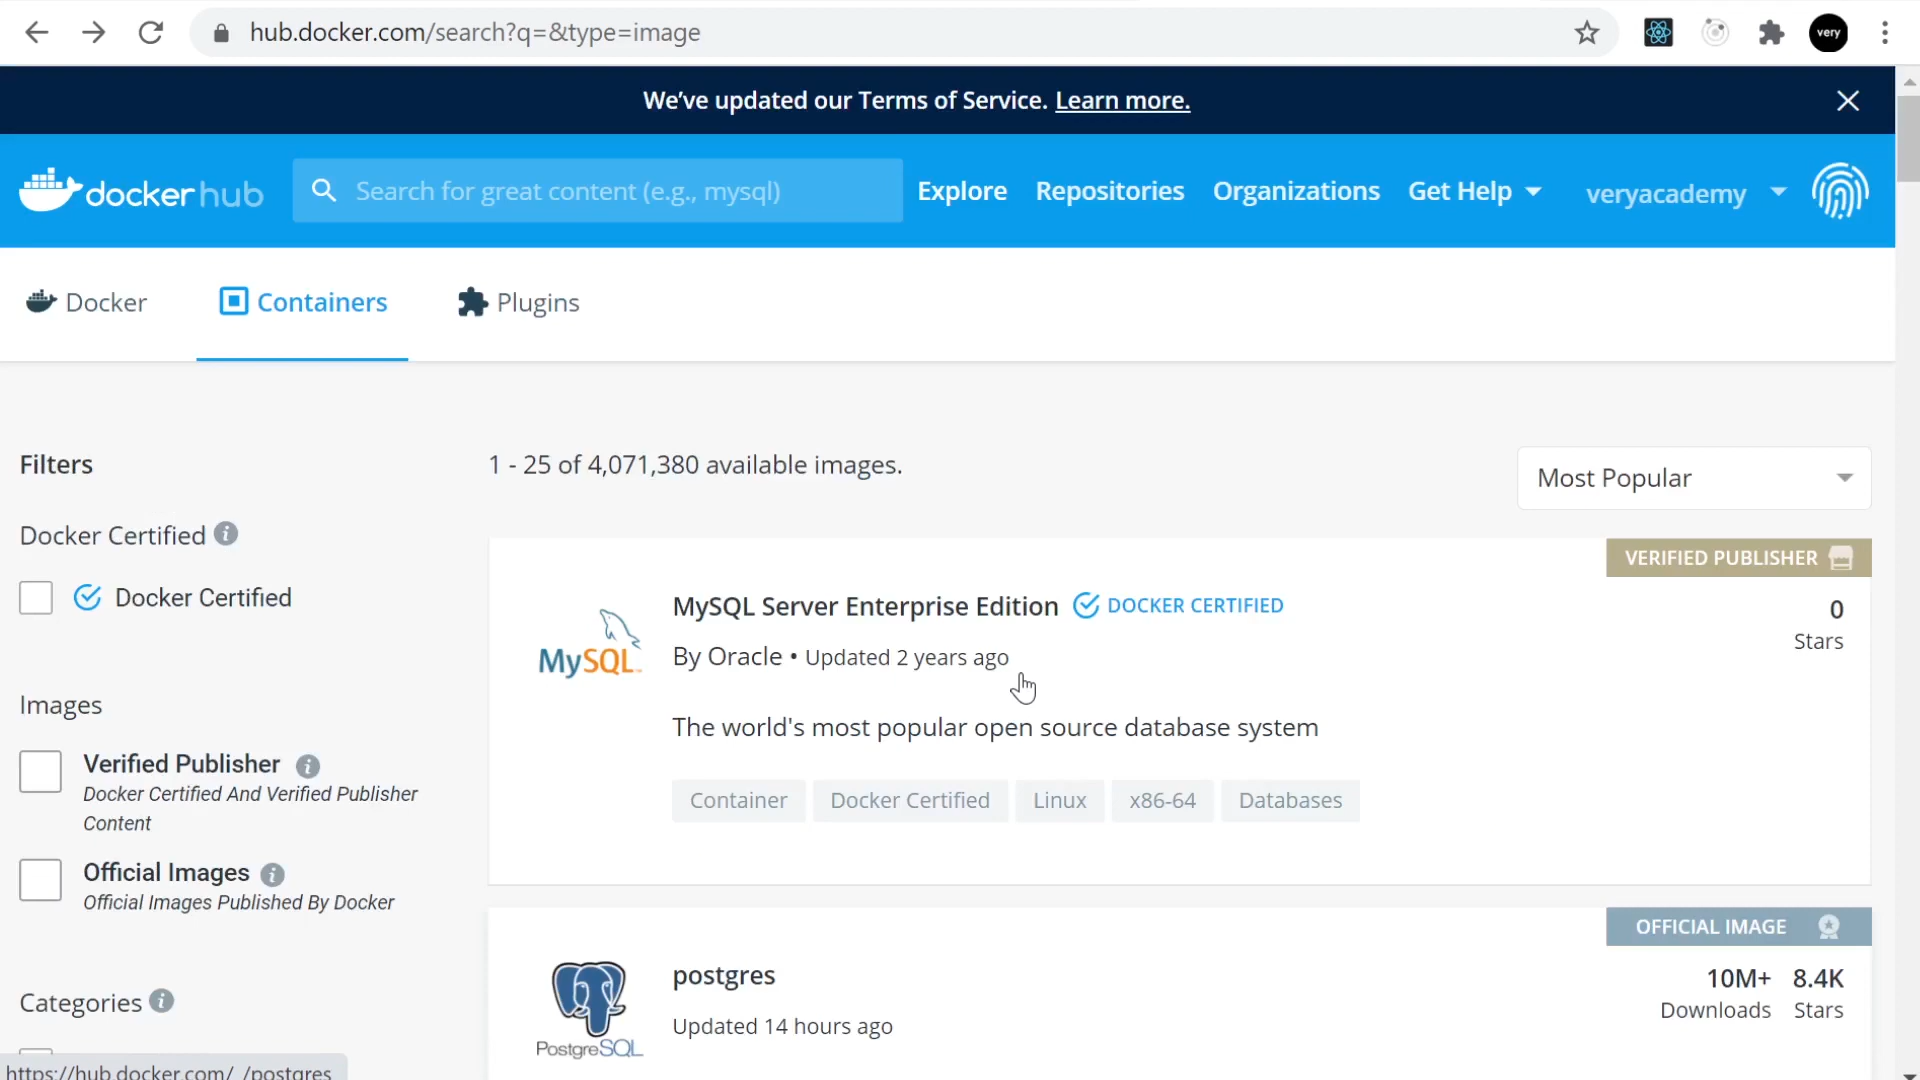 hub.docker.com/search?q=&type=image
very
We've updated our Terms of Service. Learn more.
docker hub
Search for great content (e.g., mysql)
Explore
Repositories
Organizations
Get Help
veryacademy
Docker
Containers
Plugins
Filters
1 - 25 of 4,071,380 available images.
Most Popular
Docker Certified
Docker Certified
Images
Verified Publisher
Docker Certified And Verified Publisher
Content
Official Images
Official Images Published By Docker
Categories
VERIFIED PUBLISHER
MySQL
MySQL Server Enterprise Edition
DOCKER CERTIFIED
0
Stars
By Oracle • Updated 2 years ago
The world's most popular open source database system
Container
Docker Certified
Linux
x86-64
Databases
OFFICIAL IMAGE
PostgreSQL
postgres
10M+
Downloads
8.4K
Stars
Updated 14 hours ago
https://hub.docker.com/_/postgres